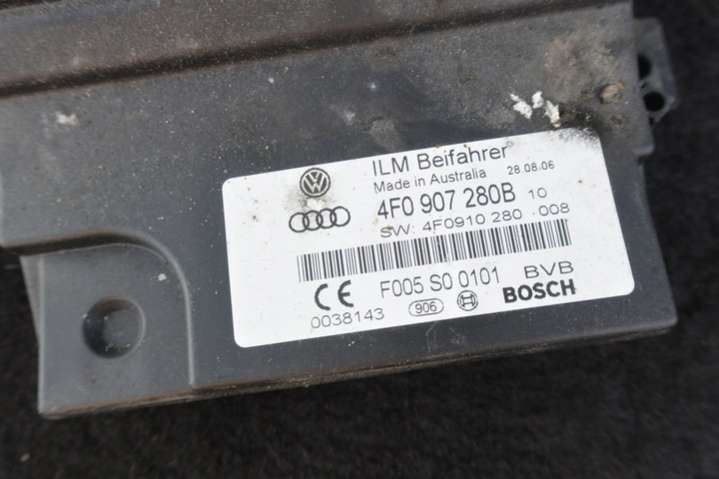 ILM Beifahrer
Made in Australia 28.08.06
4F0 907 280B 10
SW: 4F0910 280 .008
F005 S0 0101 BVB
CE 906 BOSCH
0038143